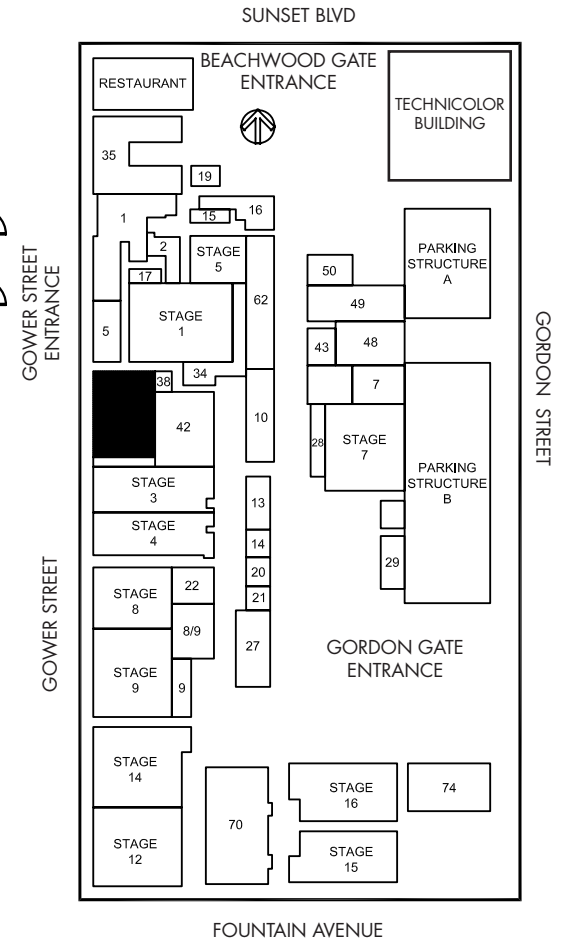 SUNSET BLVD
BEACHWOOD GATE
ENTRANCE
RESTAURANT
TECHNICOLOR
BUILDING
35
19
16
15
1
2
STAGE
5
17
62
50
PARKING
STRUCTURE
A
49
STAGE
1
5
GOWER STREET
ENTRANCE
43
48
GORDON STREET
34
38
7
10
42
28
STAGE
7
PARKING
STRUCTURE
B
STAGE
3
13
STAGE
4
14
29
20
22
21
STAGE
8
8/9
GOWER STREET
27
GORDON GATE
ENTRANCE
STAGE
9
9
STAGE
14
STAGE
16
74
70
STAGE
12
STAGE
15
FOUNTAIN AVENUE